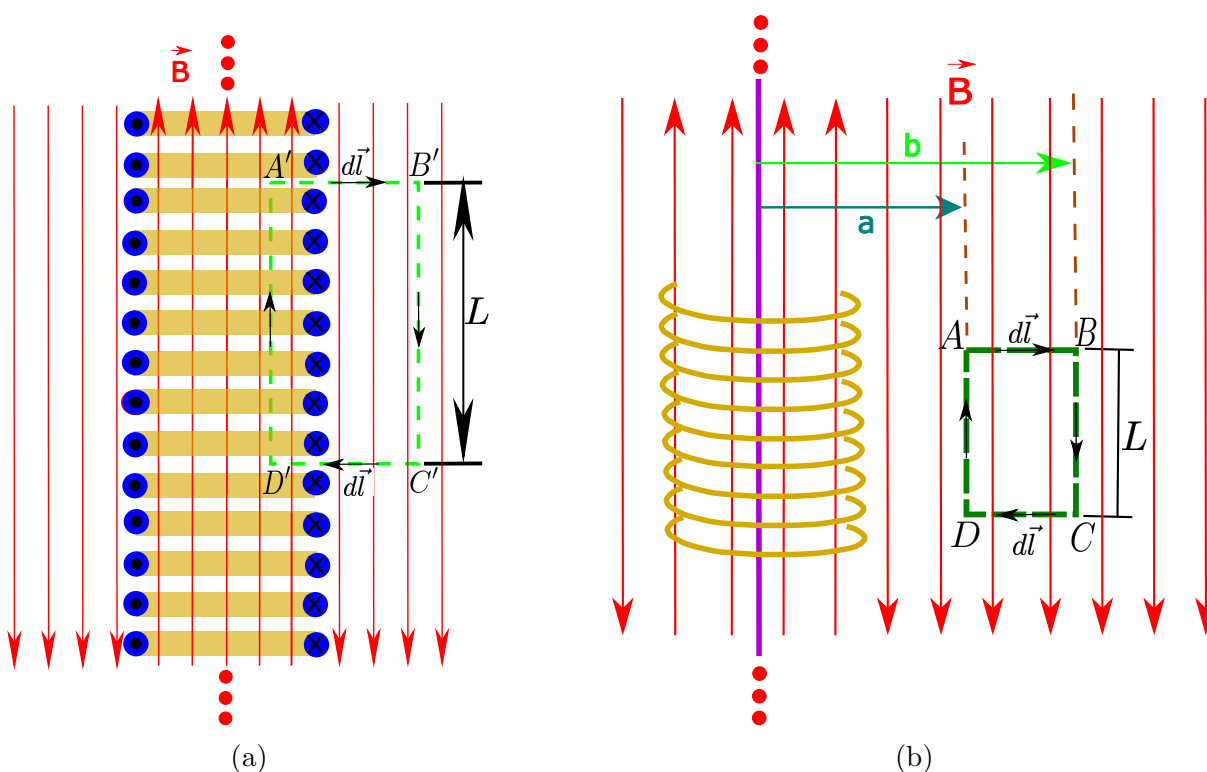 B⃗
A′ dl⃗ B′
L
D′ dl⃗ C′
(a)
B⃗
b
a
A dl⃗ B
L
D dl⃗ C
(b)